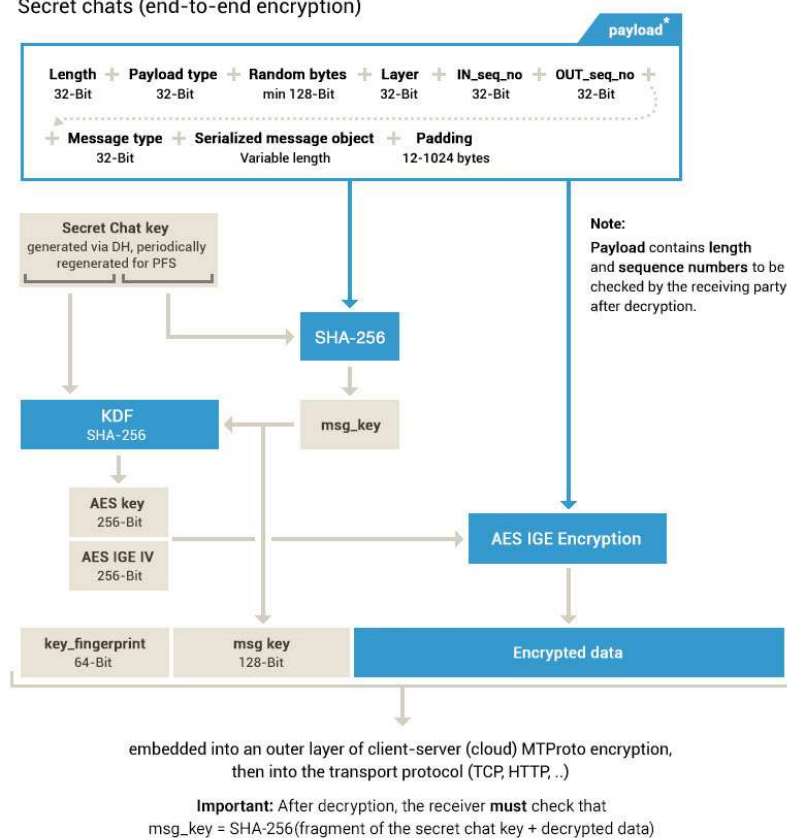 Secret chats (end-to-end encryption)
payload*
Length + Payload type + Random bytes + Layer + IN_seq_no + OUT_seq_no +
32-Bit 32-Bit min 128-Bit 32-Bit 32-Bit 32-Bit
+ Message type + Serialized message object + Padding
32-Bit Variable length 12-1024 bytes
Secret Chat key
generated via DH, periodically
regenerated for PFS
Note:
Payload contains length
and sequence numbers to be
checked by the receiving party
after decryption.
SHA-256
KDF
SHA-256
msg_key
AES key
256-Bit
AES IGE IV
256-Bit
AES IGE Encryption
key_fingerprint
64-Bit
msg key
128-Bit
Encrypted data
embedded into an outer layer of client-server (cloud) MTProto encryption,
then into the transport protocol (TCP, HTTP, ..)
Important: After decryption, the receiver must check that
msg_key = SHA-256(fragment of the secret chat key + decrypted data)